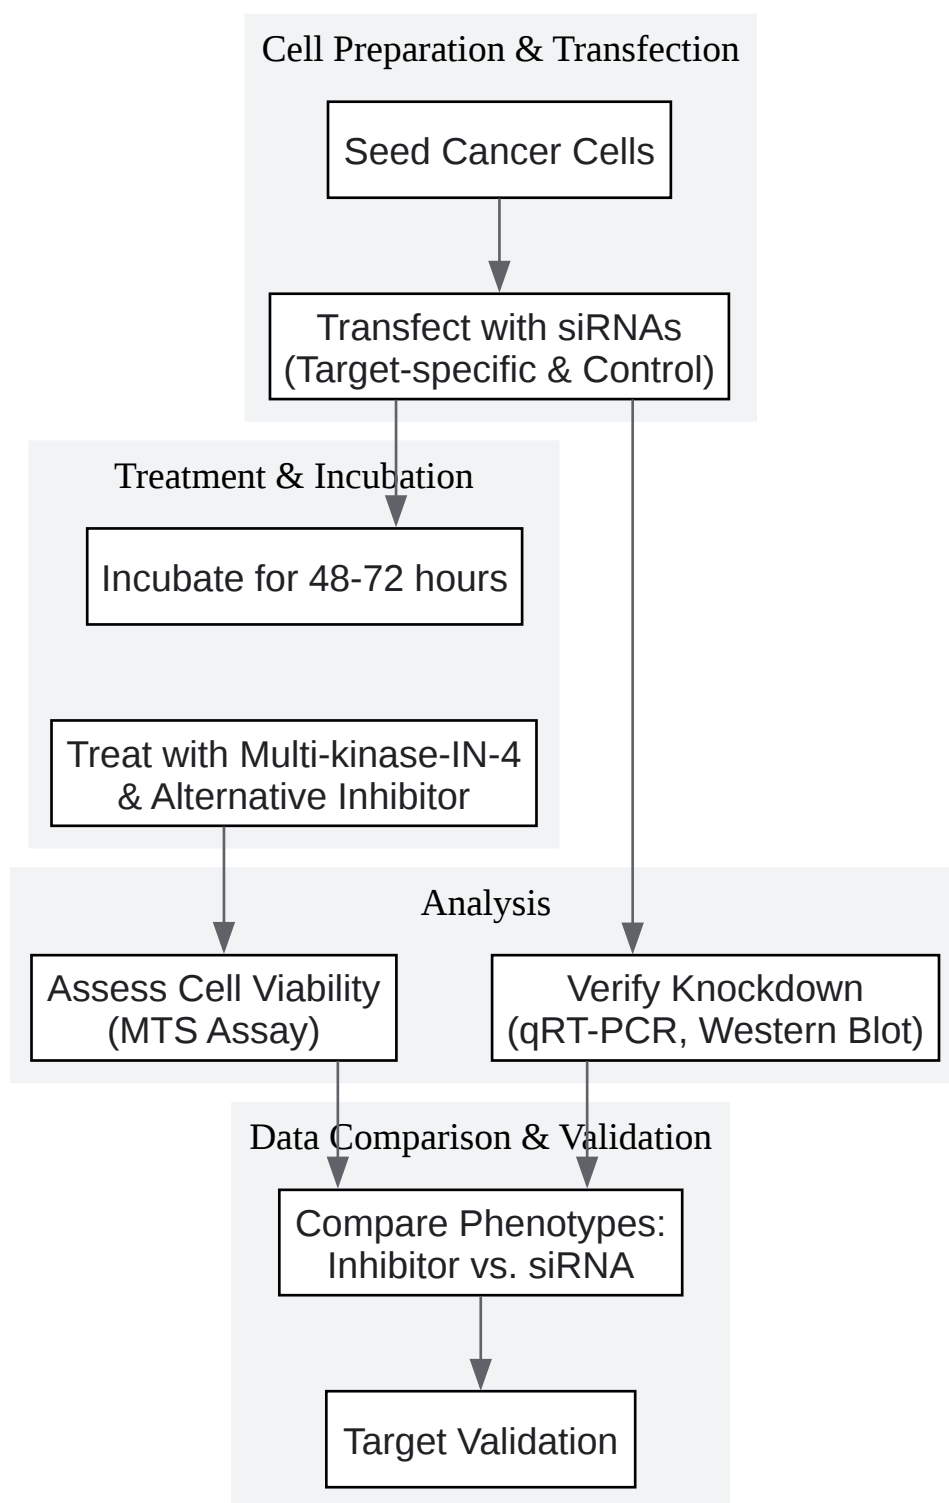 Cell Preparation & Transfection
Seed Cancer Cells
Transfect with siRNAs
(Target-specific & Control)
Treatment & Incubation
Incubate for 48-72 hours
Treat with Multi-kinase-IN-4
& Alternative Inhibitor
Analysis
Assess Cell Viability
(MTS Assay)
Verify Knockdown
(qRT-PCR, Western Blot)
Data Comparison & Validation
Compare Phenotypes:
Inhibitor vs. siRNA
Target Validation